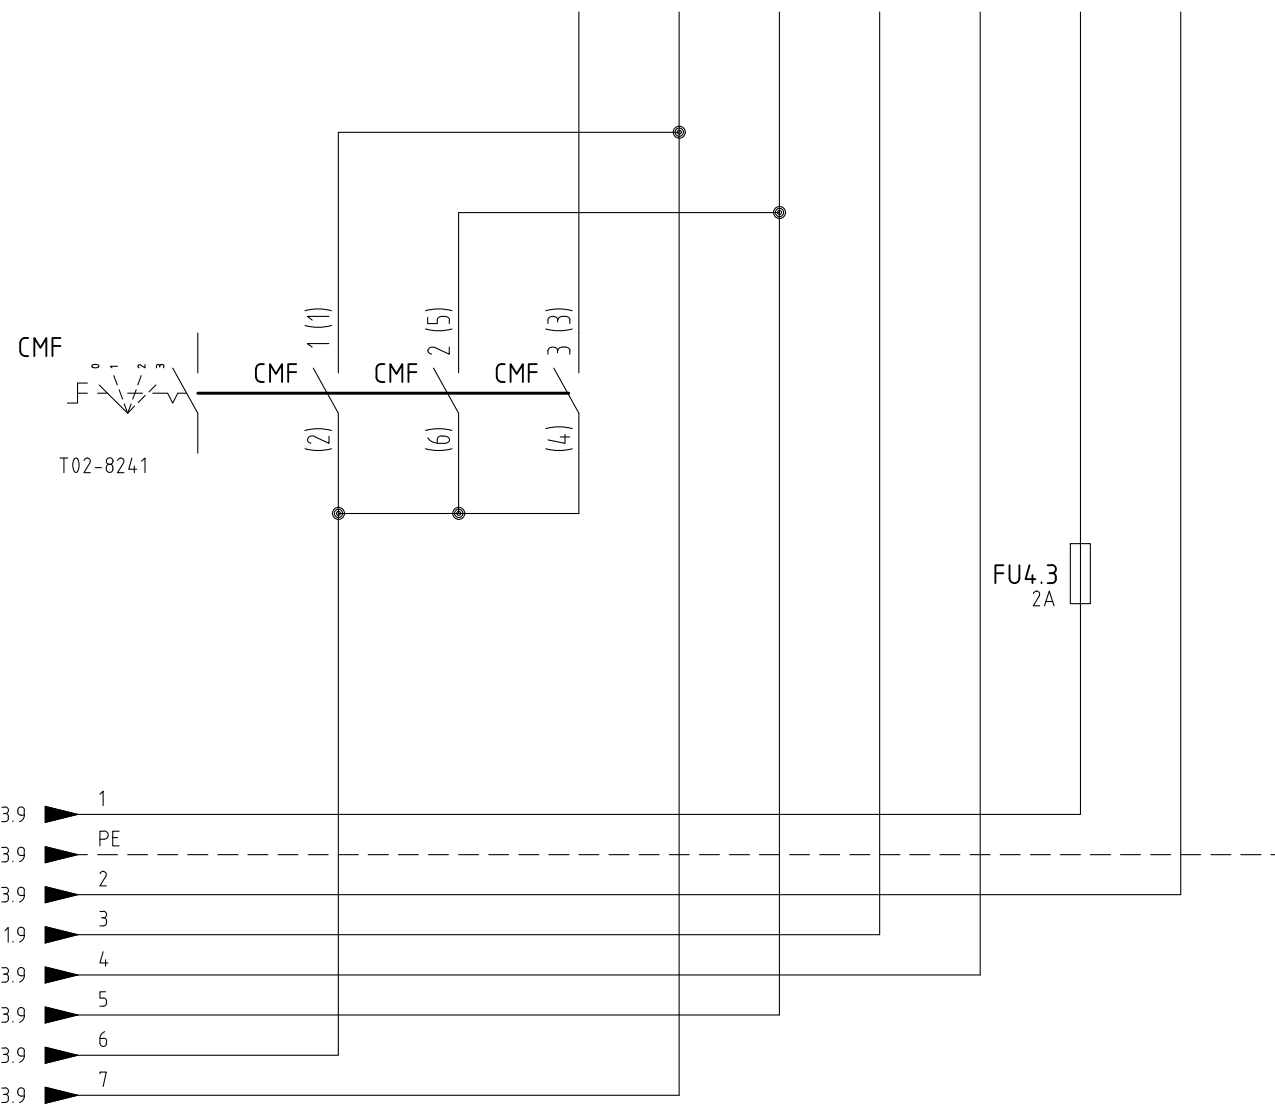 1 (1)
2 (5)
3 (3)
CMF
0 1 2 3
CMF
CMF
CMF
(2)
(6)
(4)
T02-8241
FU4.3
2A
3.9 1
3.9 PE
3.9 2
1.9 3
3.9 4
3.9 5
3.9 6
3.9 7